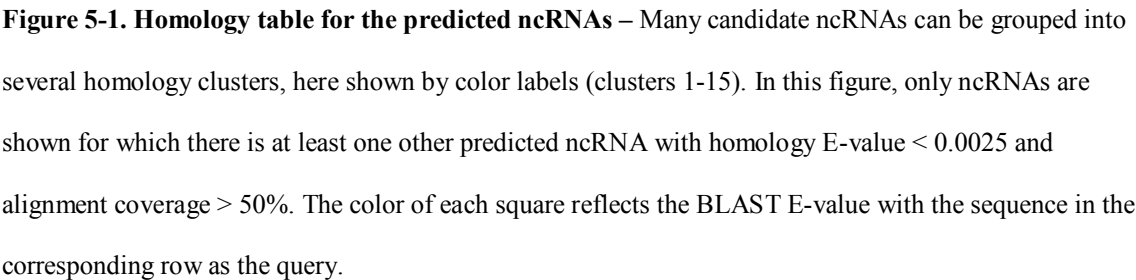 Figure 5-1. Homology table for the predicted ncRNAs – Many candidate ncRNAs can be grouped into
several homology clusters, here shown by color labels (clusters 1-15). In this figure, only ncRNAs are
shown for which there is at least one other predicted ncRNA with homology E-value < 0.0025 and
alignment coverage > 50%. The color of each square reflects the BLAST E-value with the sequence in the
corresponding row as the query.